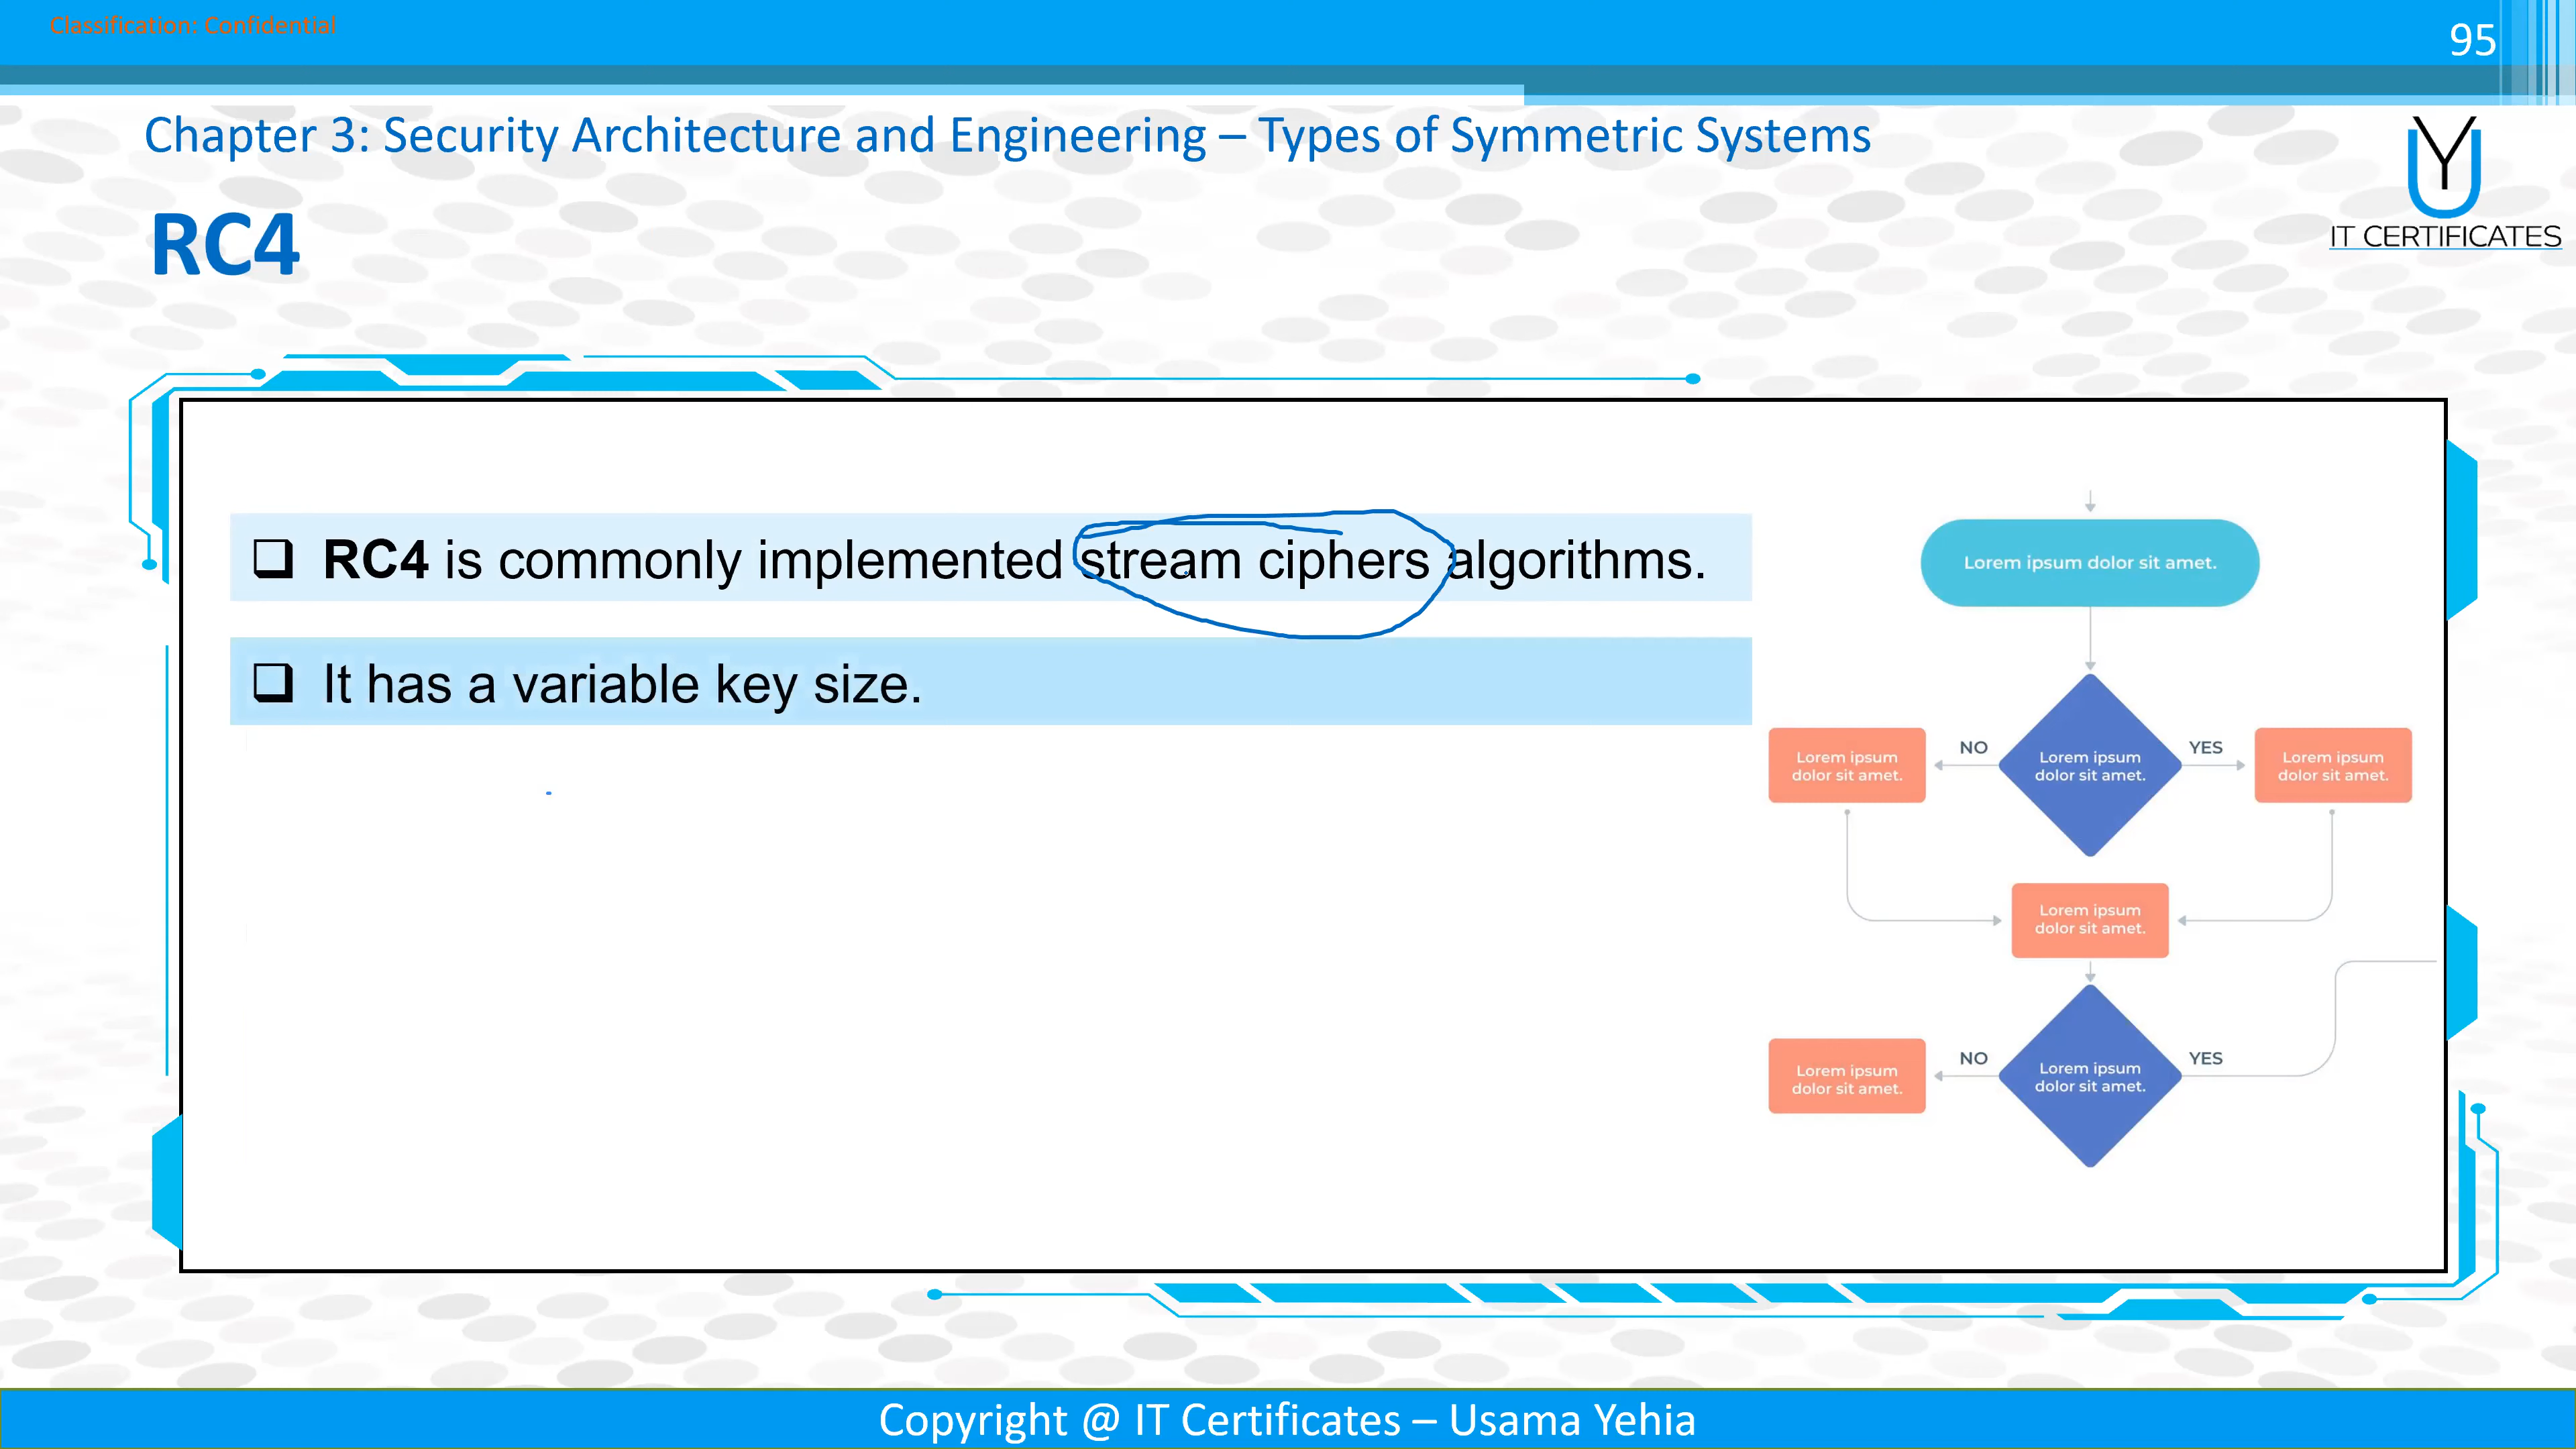 Classification: Confidential
95
Chapter 3: Security Architecture and Engineering – Types of Symmetric Systems
RC4
UY
IT CERTIFICATES
❑ RC4 is commonly implemented stream ciphers algorithms.
❑ It has a variable key size.
Lorem ipsum dolor sit amet.
Lorem ipsum
dolor sit amet.
NO
Lorem ipsum
dolor sit amet.
YES
Lorem ipsum
dolor sit amet.
Lorem ipsum
dolor sit amet.
Lorem ipsum
dolor sit amet.
NO
Lorem ipsum
dolor sit amet.
YES
Copyright @ IT Certificates – Usama Yehia